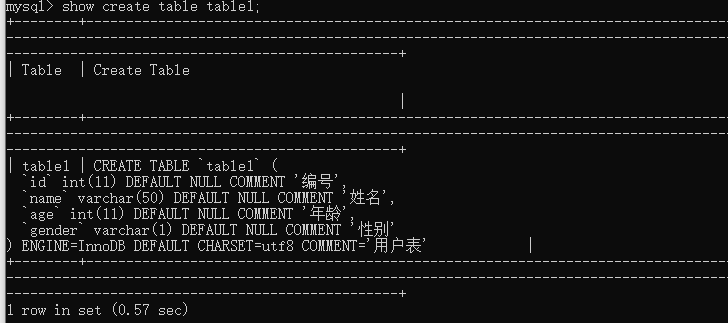 mysql> show create table table1;
| Table | Create Table
|
| table1 | CREATE TABLE `table1` (
`id` int(11) DEFAULT NULL COMMENT '编号',
`name` varchar(50) DEFAULT NULL COMMENT '姓名',
`age` int(11) DEFAULT NULL COMMENT '年龄',
`gender` varchar(1) DEFAULT NULL COMMENT '性别'
) ENGINE=InnoDB DEFAULT CHARSET=utf8 COMMENT='用户表' |
1 row in set (0.57 sec)